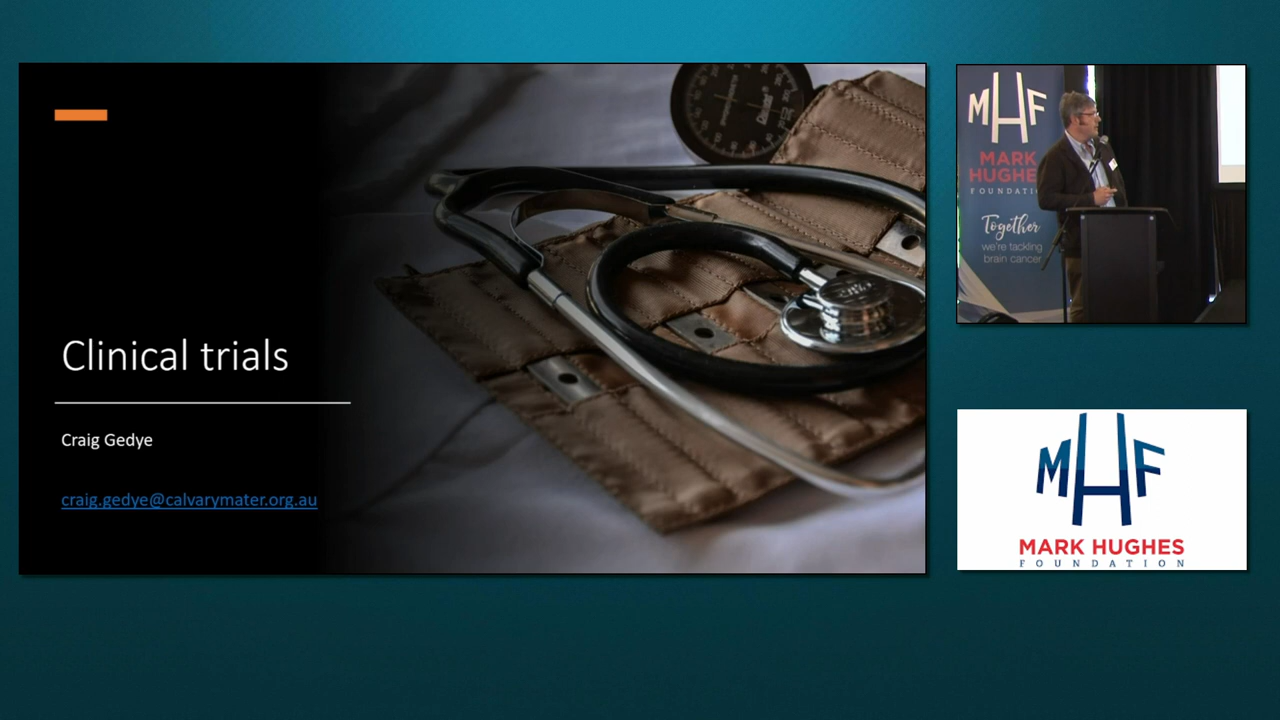 Clinical trials
Craig Gedye
craig.gedye@calvarymater.org.au
MHF
MARK
HUGHE
FOUNDATI
Together
we're tackling
brain cancer
MHF
MARK HUGHES
FOUNDATION